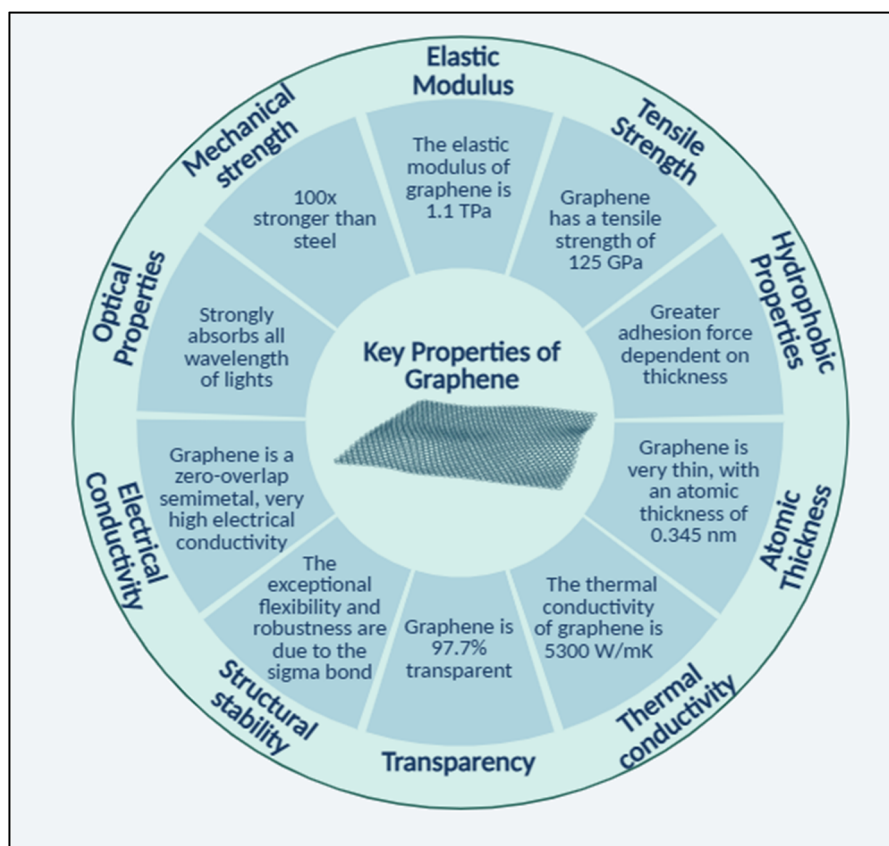 Elastic
Modulus
The elastic
modulus of
graphene is
1.1 TPa
Tensile
Strength
Graphene
has a tensile
strength of
125 GPa
Hydrophobic
Properties
Greater
adhesion force
dependent on
thickness
Atomic
Thickness
Graphene is
very thin, with
an atomic
thickness of
0.345 nm
Thermal
conductivity
The thermal
conductivity
of graphene is
5300 W/mK
Transparency
Graphene is
97.7%
transparent
Structural
stability
The
exceptional
flexibility and
robustness are
due to the
sigma bond
Electrical
Conductivity
Graphene is a
zero-overlap
semimetal, very
high electrical
conductivity
Optical
Properties
Strongly
absorbs all
wavelength
of lights
Mechanical
strength
100x
stronger than
steel
Key Properties of
Graphene